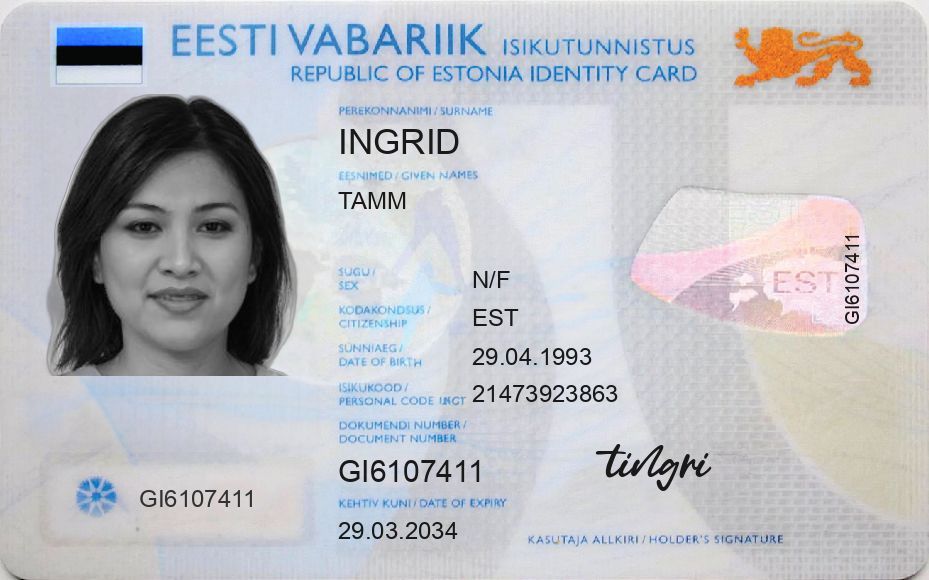 EESTI VABARIIK ISIKUTUNNISTUS
REPUBLIC OF ESTONIA IDENTITY CARD
PEREKONNANIMI / SURNAME
INGRID
EESNIMED / GIVEN NAMES
TAMM
SUGU /
SEX
N/F
KODAKONDSUS /
CITIZENSHIP
EST
SÜNNIAEG /
DATE OF BIRTH
29.04.1993
ISIKUKOOD /
PERSONAL CODE
21473923863
DOKUMENDI NUMBER /
DOCUMENT NUMBER
GI6107411
KEHTIV KUNI / DATE OF EXPIRY
29.03.2034
GI6107411
EST
GI6107411
tingri
KASUTAJA ALLKIRI / HOLDER'S SIGNATURE